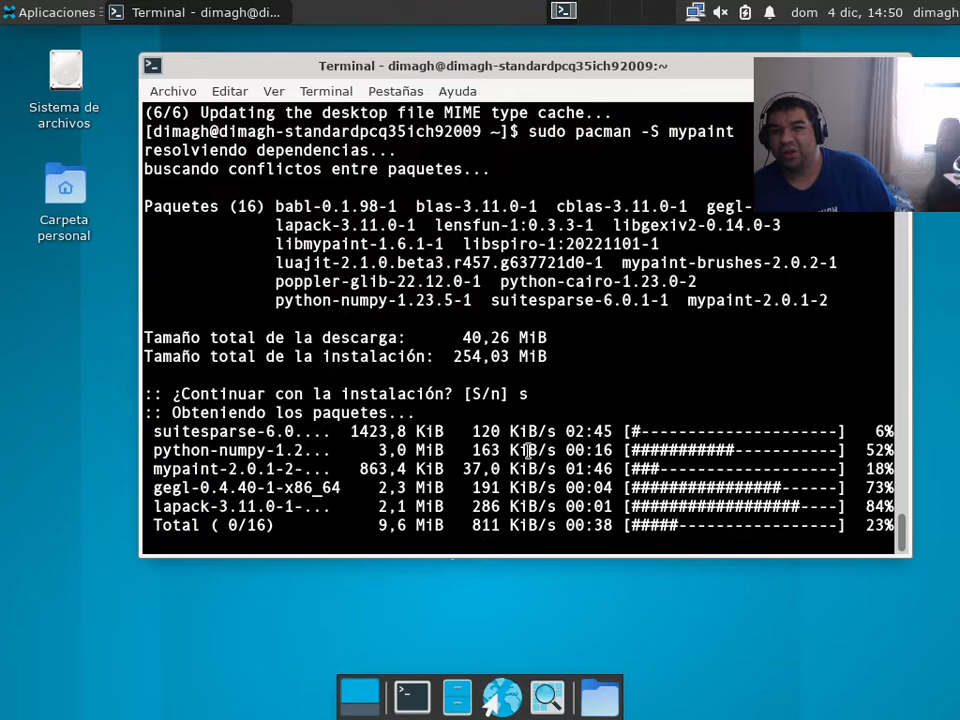 Aplicaciones
Terminal - dimagh@di...
dom 4 dic, 14:50
dimagh
Sistema de
archivos
Carpeta
personal
Terminal - dimagh@dimagh-standardpcq35ich92009:~
Archivo Editar Ver Terminal Pestañas Ayuda
(6/6) Updating the desktop file MIME type cache...
[dimagh@dimagh-standardpcq35ich92009 ~]$ sudo pacman -S mypaint
resolviendo dependencias...
buscando conflictos entre paquetes...
Paquetes (16) babl-0.1.98-1 blas-3.11.0-1 cblas-3.11.0-1 gegl-
lapack-3.11.0-1 lensfun-1:0.3.3-1 libgexiv2-0.14.0-3
libmypaint-1.6.1-1 libspiro-1:20221101-1
luajit-2.1.0.beta3.r457.g637721d0-1 mypaint-brushes-2.0.2-1
poppler-glib-22.12.0-1 python-cairo-1.23.0-2
python-numpy-1.23.5-1 suitesparse-6.0.1-1 mypaint-2.0.1-2
Tamaño total de la descarga: 40,26 MiB
Tamaño total de la instalación: 254,03 MiB
:: ¿Continuar con la instalación? [S/n] s
:: Obteniendo los paquetes...
suitesparse-6.0.... 1423,8 KiB 120 KiB/s 02:45 [#----------------------] 6%
python-numpy-1.2... 3,0 MiB 163 KiB/s 00:16 [###########-----------] 52%
mypaint-2.0.1-2-... 863,4 KiB 37,0 KiB/s 01:46 [###-------------------] 18%
gegl-0.4.40-1-x86_64 2,3 MiB 191 KiB/s 00:04 [################------] 73%
lapack-3.11.0-1-... 2,1 MiB 286 KiB/s 00:01 [##################----] 84%
Total ( 0/16) 9,6 MiB 811 KiB/s 00:38 [#####-----------------] 23%